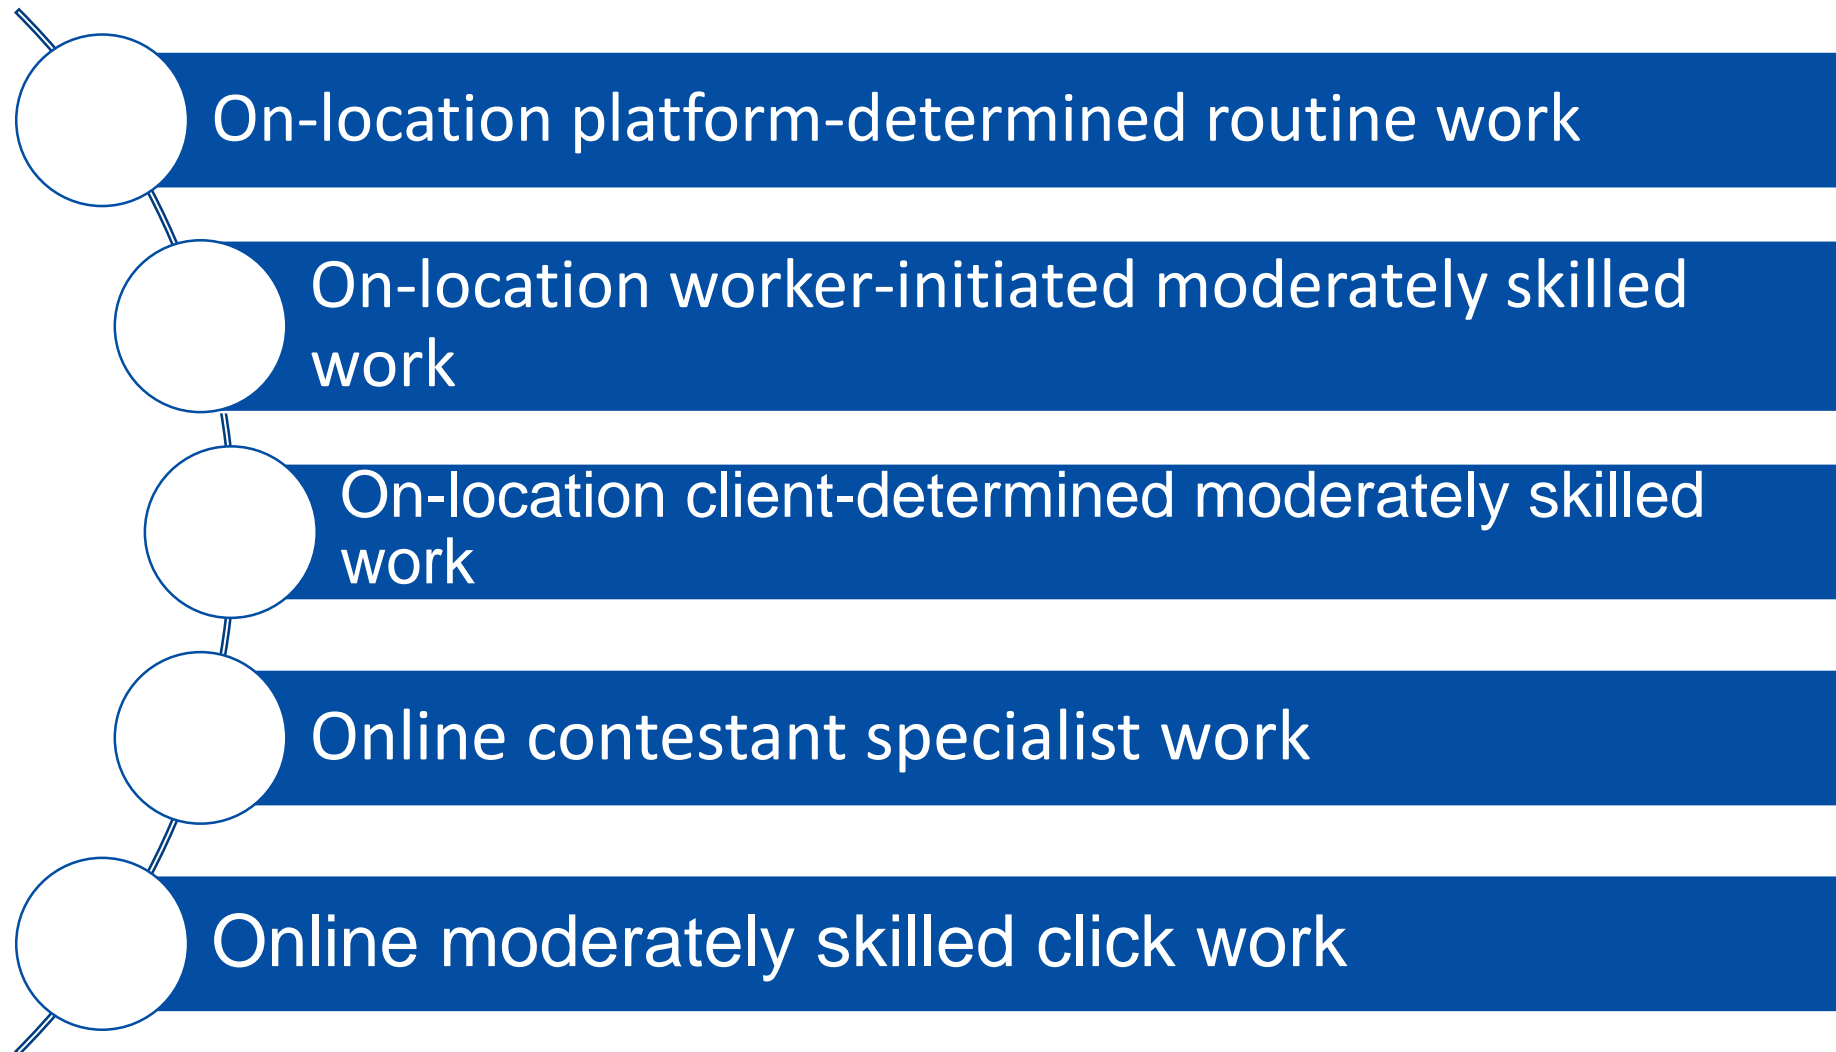 On-location platform-determined routine work
On-location worker-initiated moderately skilled
work
On-location client-determined moderately skilled
work
Online contestant specialist work
Online moderately skilled click work